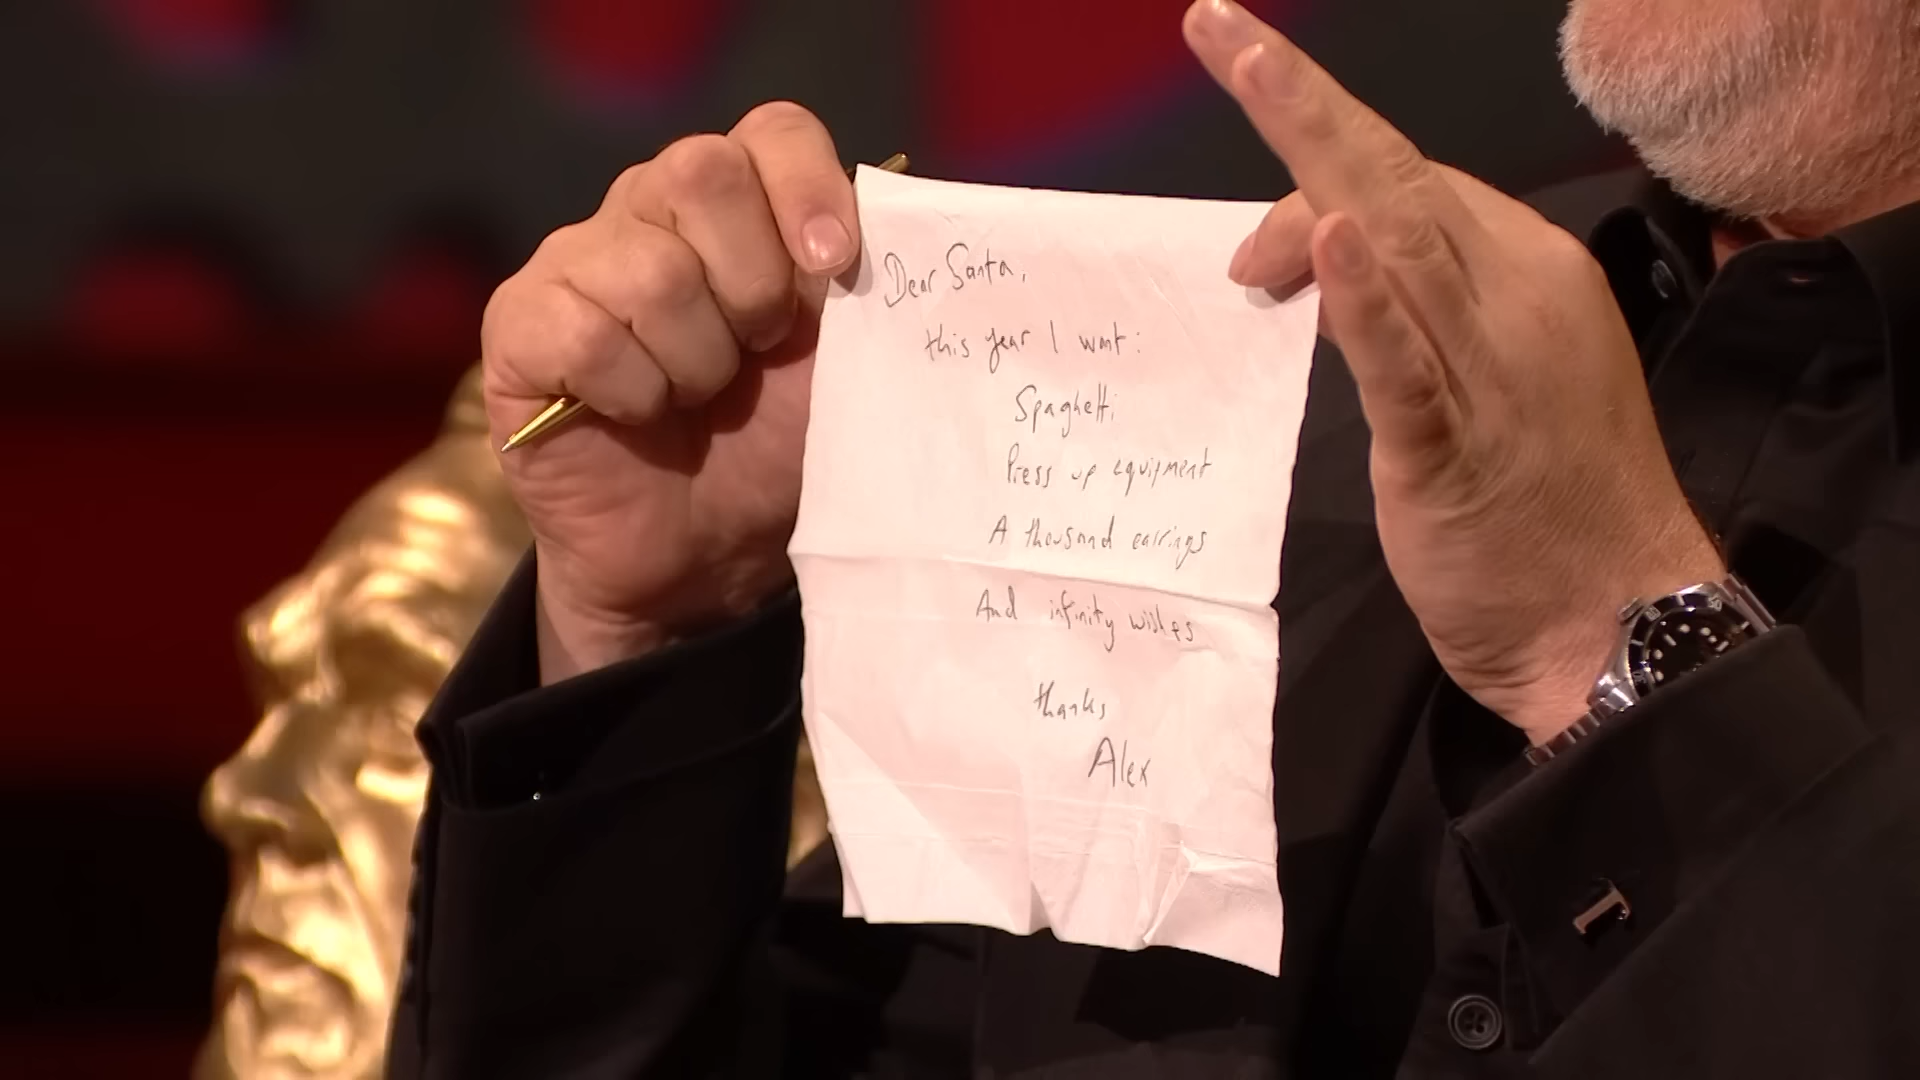 Dear Santa,
this year I want:
Spaghetti
Press up equipment
A thousand earrings
And infinity wishes
thanks
Alex